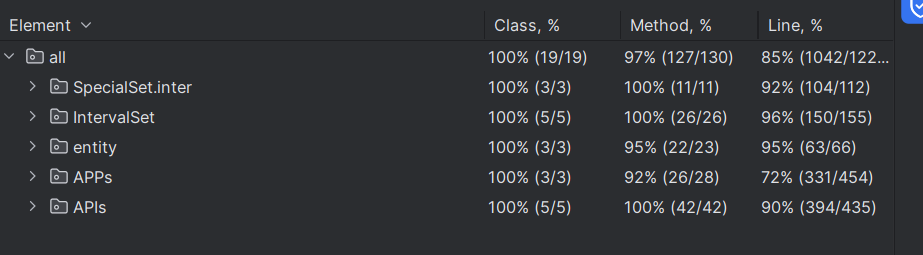 Element Class, % Method, % Line, %
all 100% (19/19) 97% (127/130) 85% (1042/122...
SpecialSet.inter 100% (3/3) 100% (11/11) 92% (104/112)
IntervalSet 100% (5/5) 100% (26/26) 96% (150/155)
entity 100% (3/3) 95% (22/23) 95% (63/66)
APPs 100% (3/3) 92% (26/28) 72% (331/454)
APIs 100% (5/5) 100% (42/42) 90% (394/435)